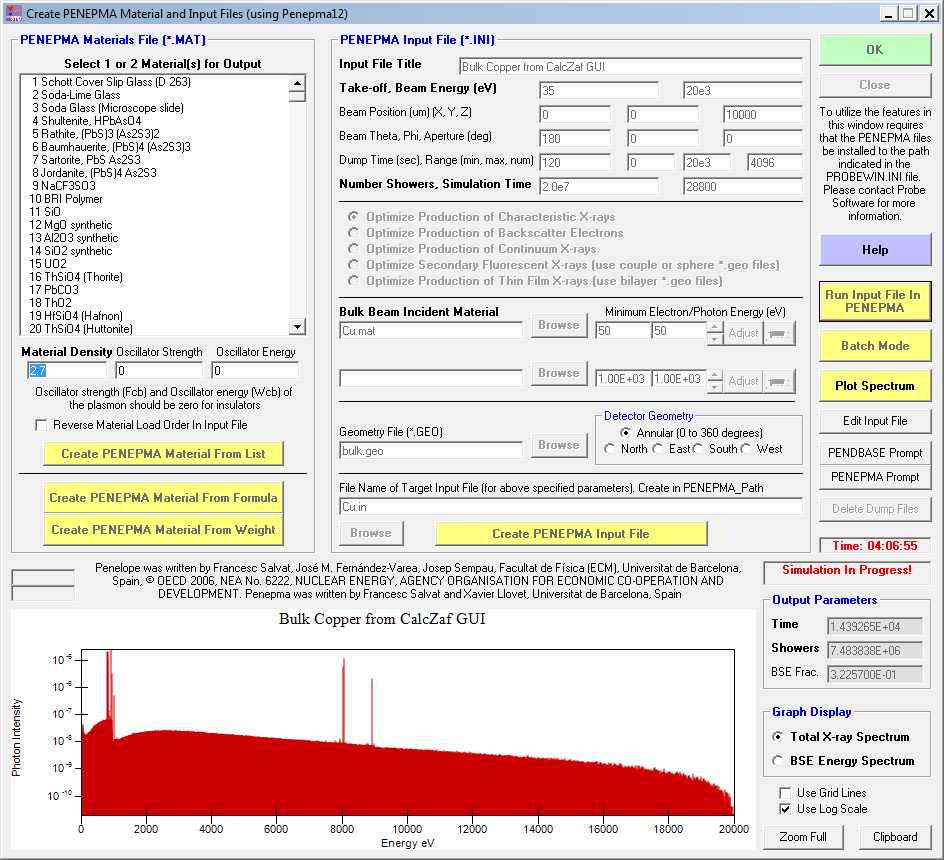 Create PENEPMA Material and Input Files (using Penepma12)
PENEPMA Materials File (*.MAT)
Select 1 or 2 Material(s) for Output
1 Schott Cover Slip Glass (D 263)
2 Soda-Lime Glass
3 Soda Glass (Microscope slide)
4 Shultenite, HPbAsO4
5 Rathite, (PbS)3 (As2S3)2
6 Baumhauerite, (PbS)4 (As2S3)3
7 Sartorite, PbS As2S3
8 Jordanite, (PbS)4 As2S3
9 NaCF3SO3
10 BRI Polymer
11 SiO
12 MgO synthetic
13 Al2O3 synthetic
14 SiO2 synthetic
15 UO2
16 ThSiO4 (Thorite)
17 PbCO3
18 ThO2
19 HfSiO4 (Hafnon)
20 ThSiO4 (Huttonite)
Material Density Oscillator Strength Oscillator Energy
2.7 0 0
Oscillator strength (Fcb) and Oscillator energy (Wcb) of
the plasmon should be zero for insulators
Reverse Material Load Order In Input File
Create PENEPMA Material From List
Create PENEPMA Material From Formula
Create PENEPMA Material From Weight
PENEPMA Input File (*.INI)
Input File Title Bulk Copper from CalcZaf GUI
Take-off, Beam Energy (eV) 35 20e3
Beam Position (um) (X, Y, Z) 0 0 10000
Beam Theta, Phi, Aperture (deg) 180 0 0
Dump Time (sec), Range (min, max, num) 120 0 20e3 4096
Number Showers, Simulation Time 2.0e7 28800
Optimize Production of Characteristic X-rays
Optimize Production of Backscatter Electrons
Optimize Production of Continuum X-rays
Optimize Secondary Fluorescent X-rays (use couple or sphere *.geo files)
Optimize Production of Thin Film X-rays (use bilayer *.geo files)
Bulk Beam Incident Material Minimum Electron/Photon Energy (eV)
Cu.mat Browse 50 50 Adjust
Browse 1.00E+03 1.00E+03 Adjust
Geometry File (*.GEO)
bulk.geo Browse
Detector Geometry
Annular (0 to 360 degrees)
North East South West
File Name of Target Input File (for above specified parameters). Create in PENEPMA_Path
Cu.in
Browse Create PENEPMA Input File
OK
Close
To utilize the features in
this window requires
that the PENEPMA files
be installed to the path
indicated in the
PROBEWIN.INI file.
Please contact Probe
Software for more
information.
Help
Run Input File In
PENEPMA
Batch Mode
Plot Spectrum
Edit Input File
PENDBASE Prompt
PENEPMA Prompt
Delete Dump Files
Time: 04:06:55
Simulation In Progress!
Penelope was written by Francesc Salvat, José M. Fernández-Varea, Josep Sempau, Facultat de Física (ECM), Universitat de Barcelona,
Spain, © OECD 2006, NEA No. 6222, NUCLEAR ENERGY, AGENCY ORGANISATION FOR ECONOMIC CO-OPERATION AND
DEVELOPMENT. Penepma was written by Francesc Salvat and Xavier Llovet, Universitat de Barcelona, Spain
Output Parameters
Time 1.439265E+04
Showers 7.483838E+06
BSE Frac. 3.225700E-01
Graph Display
Total X-ray Spectrum
BSE Energy Spectrum
Use Grid Lines
Use Log Scale
Zoom Full Clipboard
Bulk Copper from CalcZaf GUI
Photon Intensity
10-5
10-6
10-7
10-8
10-9
10-10
0 2000 4000 6000 8000 10000 12000 14000 16000 18000 20000
Energy eV